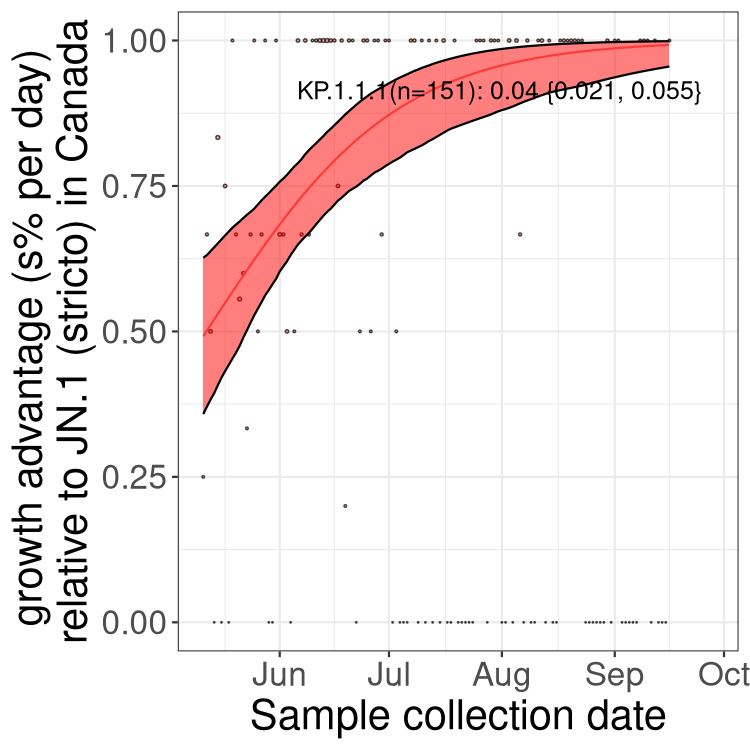 growth advantage (s% per day)
relative to JN.1 (stricto) in Canada
1.00
0.75
0.50
0.25
0.00
KP.1.1.1(n=151): 0.04 {0.021, 0.055}
Jun Jul Aug Sep Oct
Sample collection date